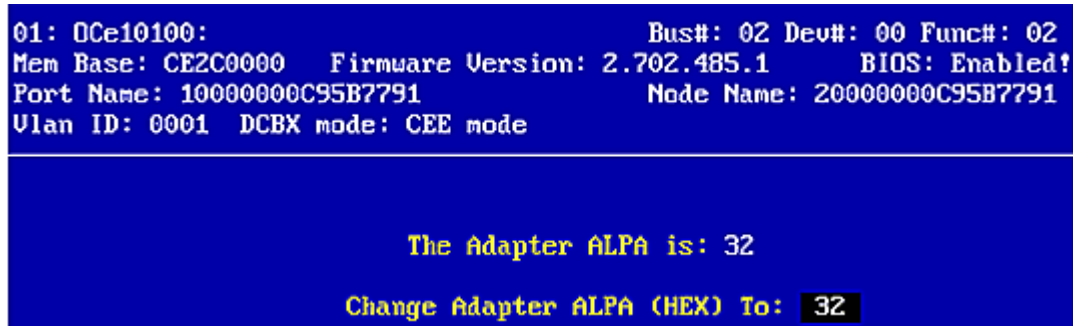 01: OCe10100: Bus#: 02 Dev#: 00 Func#: 02
Mem Base: CE2C0000 Firmware Version: 2.702.485.1 BIOS: Enabled!
Port Name: 10000000C95B7791 Node Name: 20000000C95B7791
Vlan ID: 0001 DCBX mode: CEE mode
The Adapter ALPA is: 32
Change Adapter ALPA (HEX) To: 32